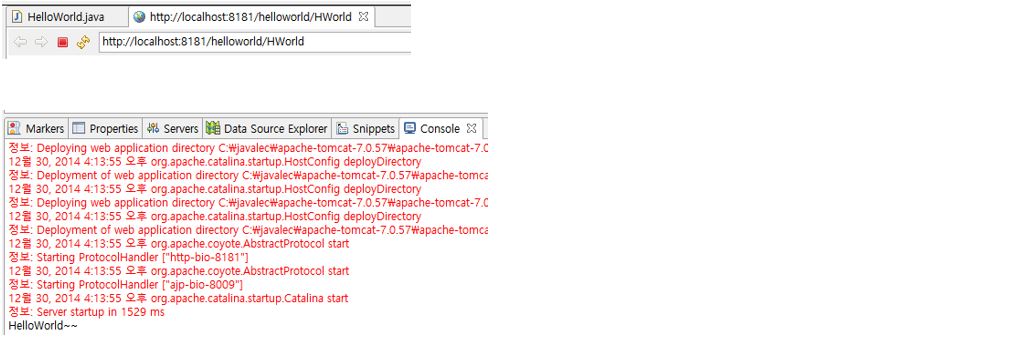 HelloWorld.java http://localhost:8181/helloworld/HWorld
http://localhost:8181/helloworld/HWorld
Markers Properties Servers Data Source Explorer Snippets Console
정보: Deploying web application directory C:₩javalec₩apache-tomcat-7.0.57₩apache-tomcat-7.0
12월 30, 2014 4:13:55 오후 org.apache.catalina.startup.HostConfig deployDirectory
정보: Deployment of web application directory C:₩javalec₩apache-tomcat-7.0.57₩apache-tomca
12월 30, 2014 4:13:55 오후 org.apache.catalina.startup.HostConfig deployDirectory
정보: Deploying web application directory C:₩javalec₩apache-tomcat-7.0.57₩apache-tomcat-7.0
12월 30, 2014 4:13:55 오후 org.apache.catalina.startup.HostConfig deployDirectory
정보: Deployment of web application directory C:₩javalec₩apache-tomcat-7.0.57₩apache-tomca
12월 30, 2014 4:13:55 오후 org.apache.coyote.AbstractProtocol start
정보: Starting ProtocolHandler ["http-bio-8181"]
12월 30, 2014 4:13:55 오후 org.apache.coyote.AbstractProtocol start
정보: Starting ProtocolHandler ["ajp-bio-8009"]
12월 30, 2014 4:13:55 오후 org.apache.catalina.startup.Catalina start
정보: Server startup in 1529 ms
HelloWorld~~